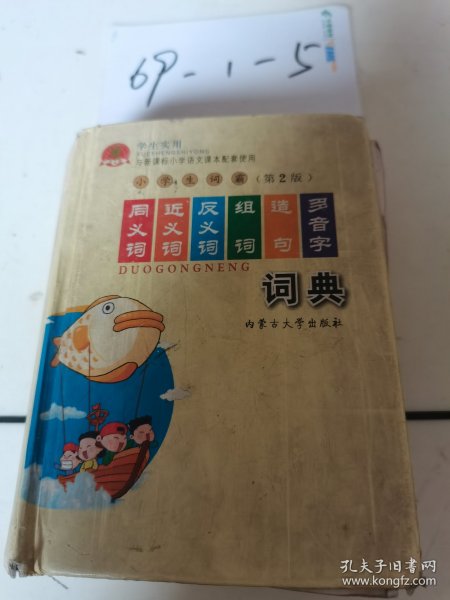 69-1-5
学生实用
与新课标小学语文课本配套使用
小学生词霸(第2版)
同义词 近义词 反义词 组词 造句 多音字
DUOGONGNENG
词典
内蒙古大学出版社
孔夫子旧书网
www.kongfz.com